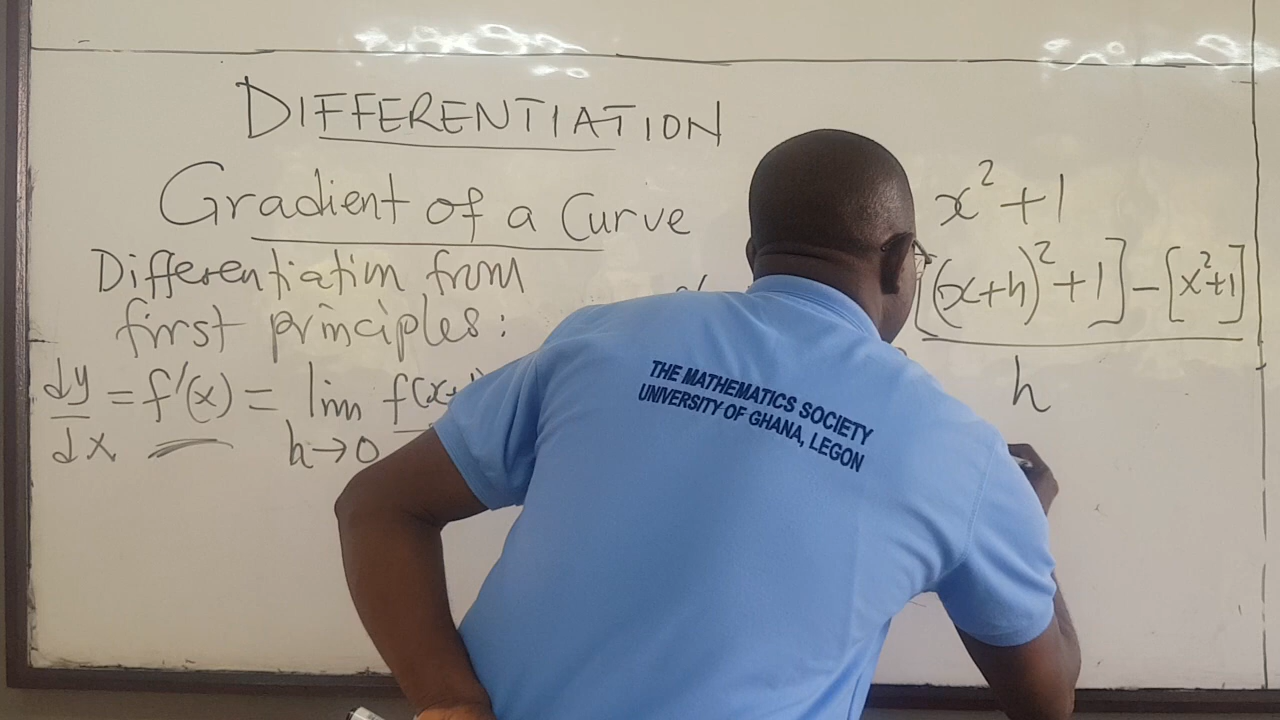 DIFFERENTIATION
Gradient of a Curve
Differentiation from
first principles:
dy/dx = f'(x) = lim h→0 f(x+
x² + 1
[(x+h)² + 1] - [x²+1]
h
THE MATHEMATICS SOCIETY
UNIVERSITY OF GHANA, LEGON